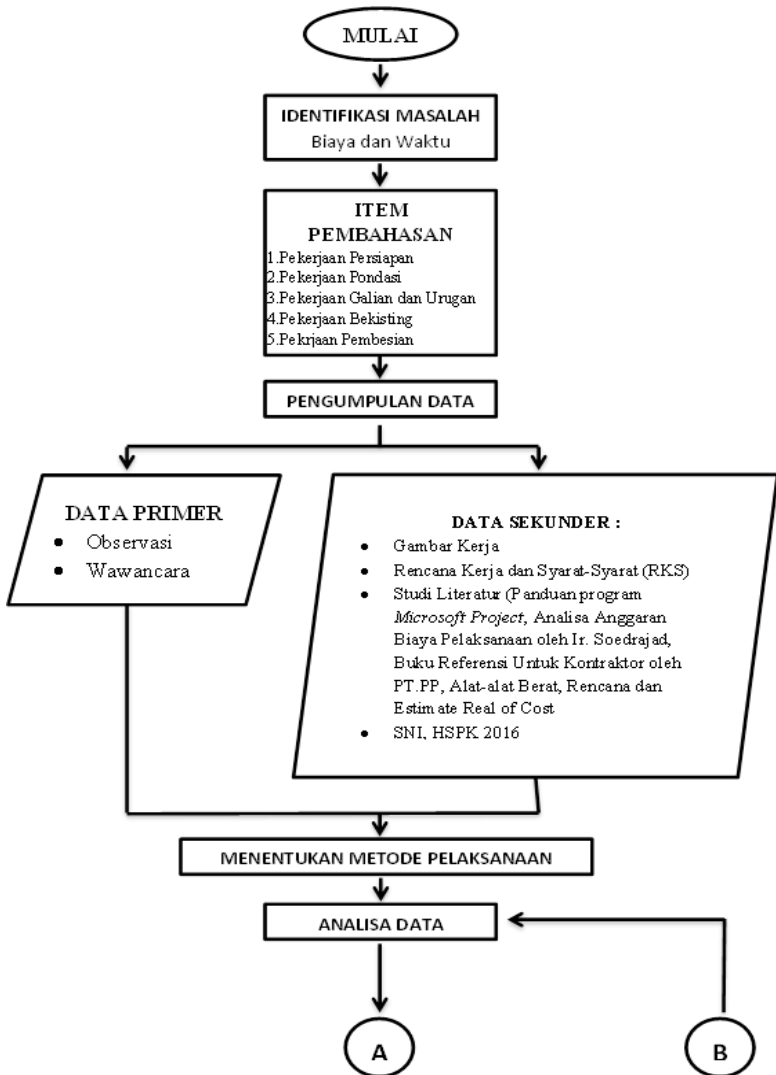 MULAI
IDENTIFIKASI MASALAH
Biaya dan Waktu
ITEM
PEMBAHASAN
1.Pekerjaan Persiapan
2.Pekerjaan Pondasi
3.Pekerjaan Galian dan Urugan
4.Pekerjaan Bekisting
5.Pekrjaan Pembesian
PENGUMPULAN DATA
DATA PRIMER
• Observasi
• Wawancara
DATA SEKUNDER :
• Gambar Kerja
• Rencana Kerja dan Syarat-Syarat (RKS)
• Studi Literatur (Panduan program
Microsoft Project, Analisa Anggaran
Biaya Pelaksanaan oleh Ir. Soedrajad,
Buku Referensi Untuk Kontraktor oleh
PT.PP, Alat-alat Berat, Rencana dan
Estimate Real of Cost
• SNI, HSPK 2016
MENENTUKAN METODE PELAKSANAAN
ANALISA DATA
A
B